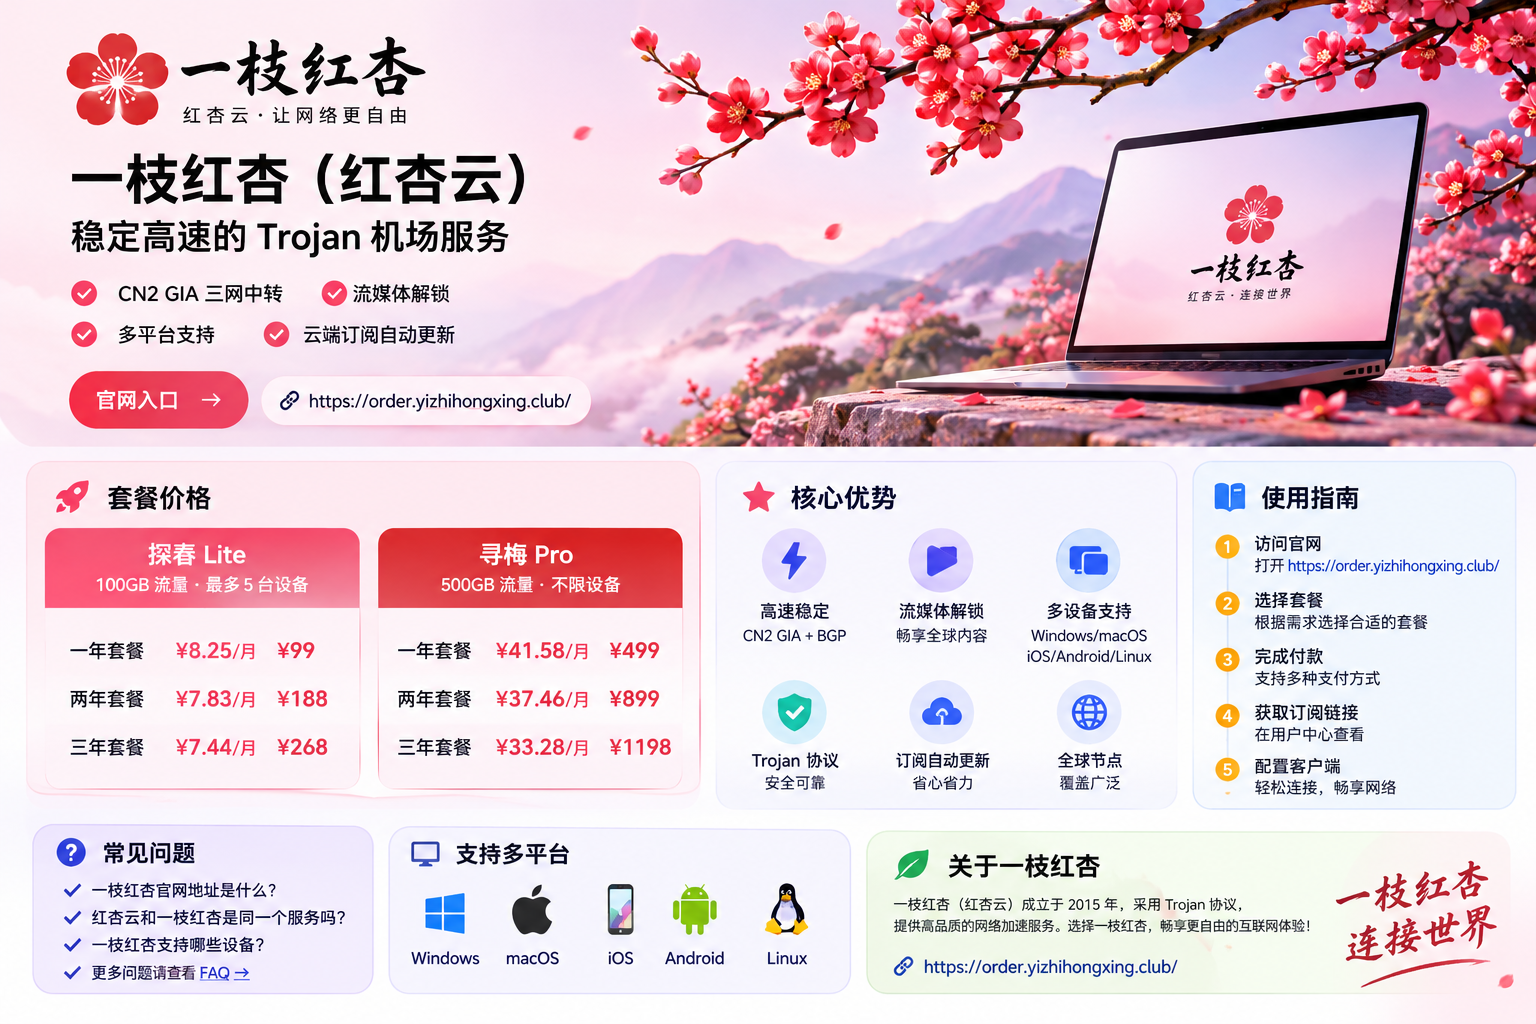 一枝红杏
红杏云·让网络更自由
一枝红杏（红杏云）
稳定高速的 Trojan 机场服务
CN2 GIA 三网中转
流媒体解锁
多平台支持
云端订阅自动更新
官网入口 →
https://order.yizhihongxing.club/
一枝红杏
红杏云·连接世界
套餐价格
探春 Lite
100GB 流量·最多5台设备
一年套餐 ¥8.25/月 ¥99
两年套餐 ¥7.83/月 ¥188
三年套餐 ¥7.44/月 ¥268
寻梅 Pro
500GB 流量·不限设备
一年套餐 ¥41.58/月 ¥499
两年套餐 ¥37.46/月 ¥899
三年套餐 ¥33.28/月 ¥1198
核心优势
高速稳定
CN2 GIA + BGP
流媒体解锁
畅享全球内容
多设备支持
Windows/macOS
iOS/Android/Linux
Trojan 协议
安全可靠
订阅自动更新
省心省力
全球节点
覆盖广泛
使用指南
1 访问官网
打开 https://order.yizhihongxing.club/
2 选择套餐
根据需求选择合适的套餐
3 完成付款
支持多种支付方式
4 获取订阅链接
在用户中心查看
5 配置客户端
轻松连接，畅享网络
? 常见问题
一枝红杏官网地址是什么？
红杏云和一枝红杏是同一个服务吗？
一枝红杏支持哪些设备？
更多问题请查看 FAQ →
支持多平台
Windows
macOS
iOS
Android
Linux
关于一枝红杏
一枝红杏（红杏云）成立于 2015 年，采用 Trojan 协议，
提供高品质的网络加速服务。选择一枝红杏，畅享更自由的互联网体验！
https://order.yizhihongxing.club/
一枝红杏
连接世界